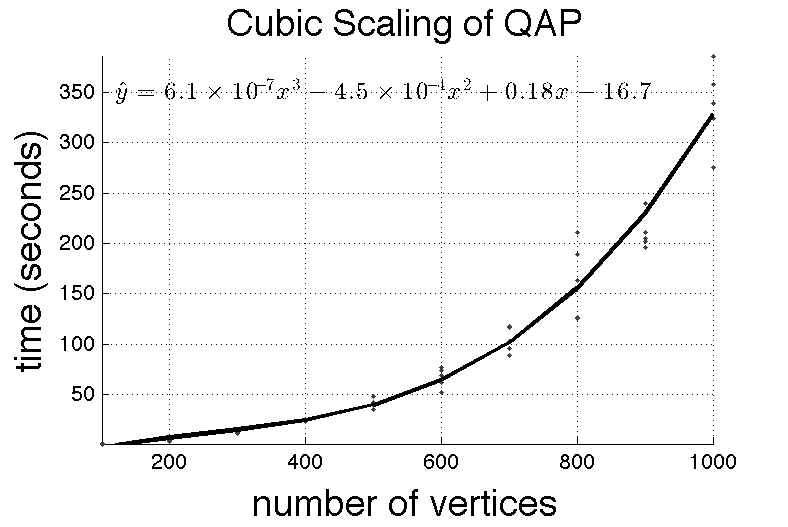 Cubic Scaling of QAP
ŷ = 6.1 × 10⁻⁷x³ − 4.5 × 10⁻⁴x² + 0.18x − 16.7
350
300
250
200
150
100
50
time (seconds)
200 400 600 800 1000
number of vertices